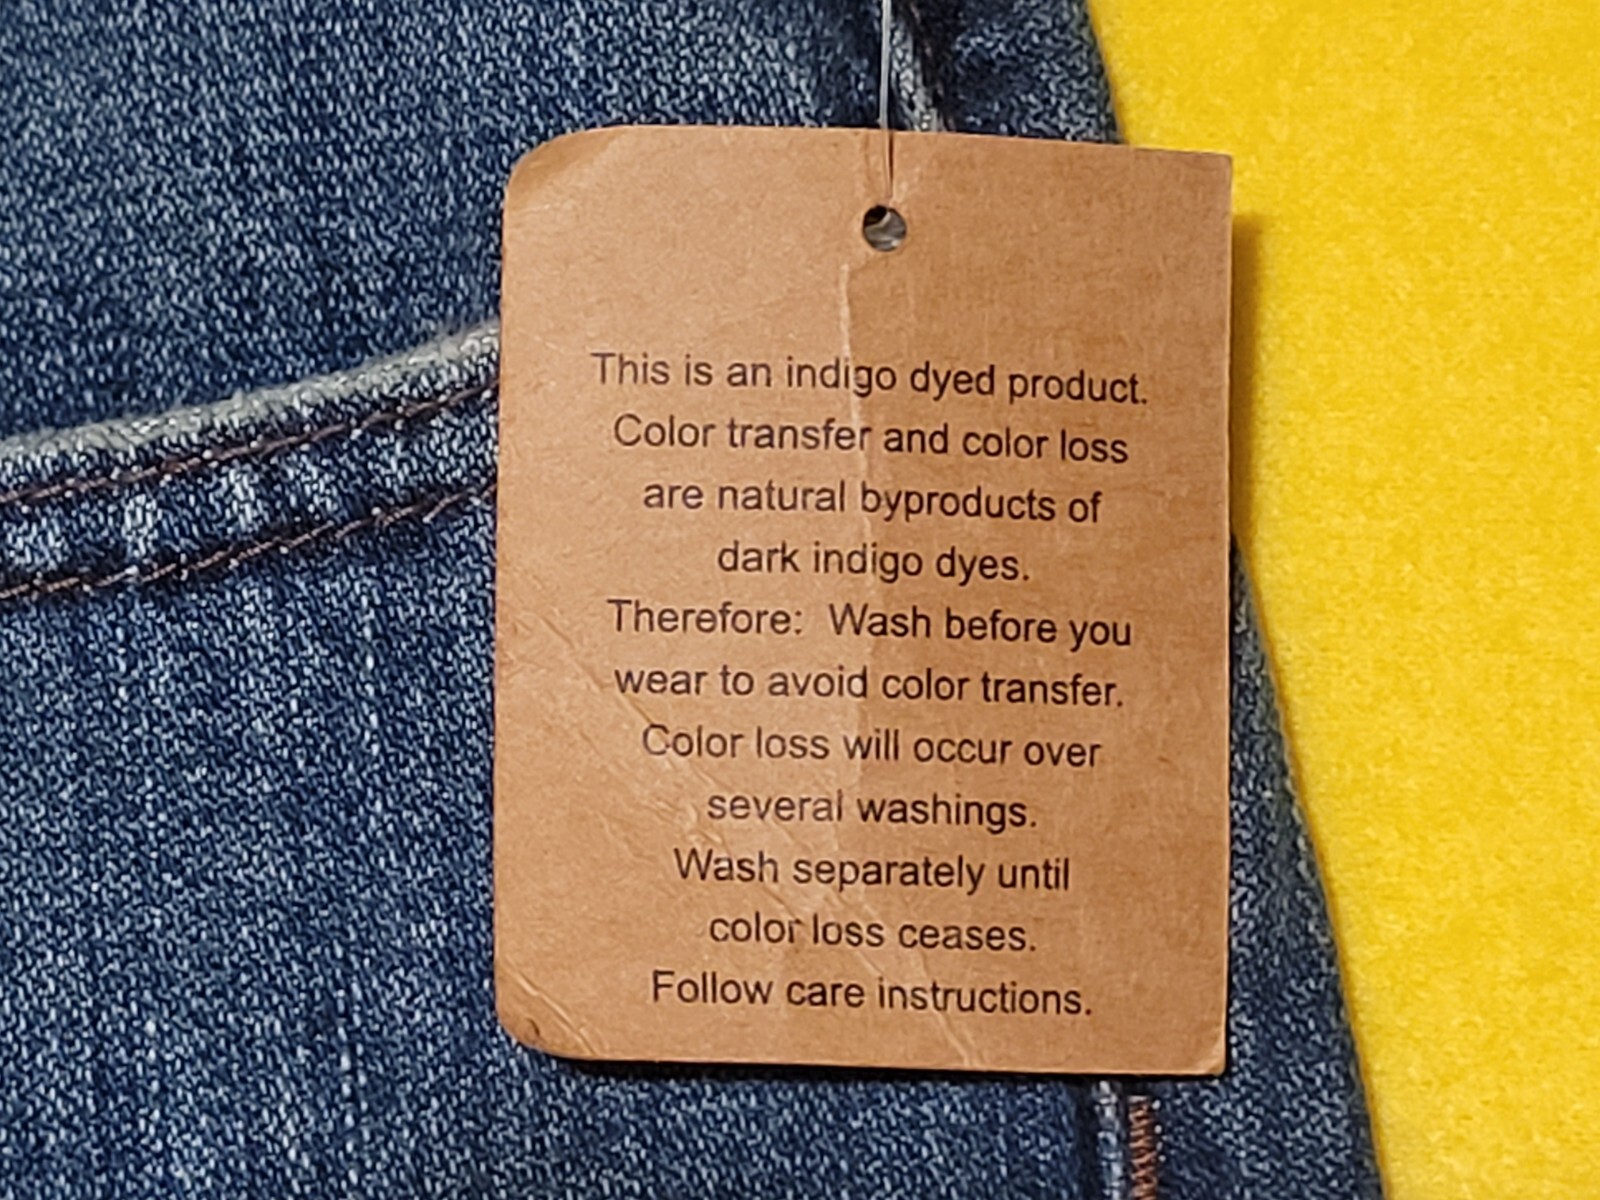 This is an indigo dyed product.
Color transfer and color loss
are natural byproducts of
dark indigo dyes.
Therefore:  Wash before you
wear to avoid color transfer.
Color loss will occur over
several washings.
Wash separately until
color loss ceases.
Follow care instructions.